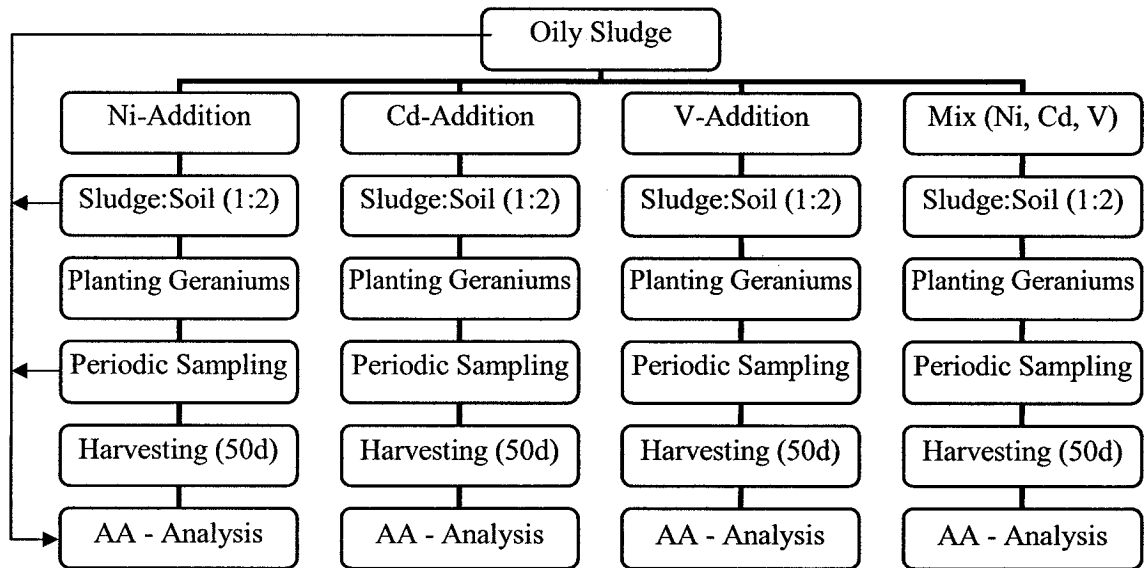 Oily Sludge
Ni-Addition
Cd-Addition
V-Addition
Mix (Ni, Cd, V)
Sludge:Soil (1:2)
Sludge:Soil (1:2)
Sludge:Soil (1:2)
Sludge:Soil (1:2)
Planting Geraniums
Planting Geraniums
Planting Geraniums
Planting Geraniums
Periodic Sampling
Periodic Sampling
Periodic Sampling
Periodic Sampling
Harvesting (50d)
Harvesting (50d)
Harvesting (50d)
Harvesting (50d)
AA - Analysis
AA - Analysis
AA - Analysis
AA - Analysis